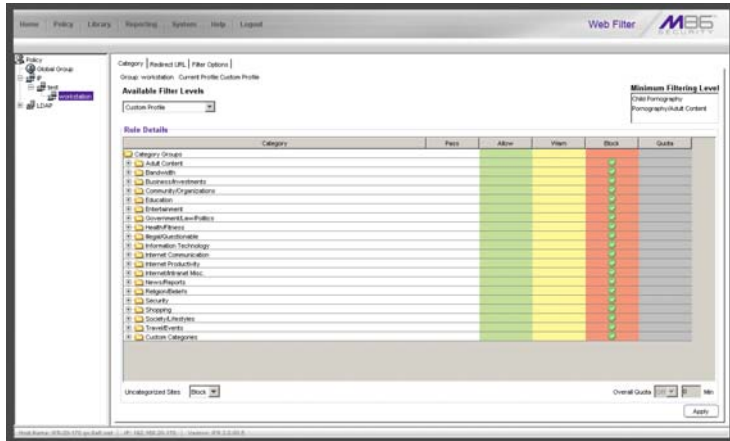 Home Policy Library Reporting System Help Logout
Web Filter
M86
SECURITY
Policy
Global Group
IP
test
workstation
LDAP
Category Redirect URL Filter Options
Group: workstation Current Profile: Custom Profile
Available Filter Levels
Custom Profile
Minimum Filtering Level
Child Pornography
Pornography/Adult Content
Rule Details
Category Pass Allow Warn Block Quota
Category Groups
Adult Content
Bandwidth
Business/Investments
Community/Organizations
Education
Entertainment
Government/Law/Politics
Health/Fitness
Illegal/Questionable
Information Technology
Internet Communication
Internet Productivity
Internet/Intranet Misc.
News/Reports
Religion/Beliefs
Security
Shopping
Society/Lifestyles
Travel/Events
Custom Categories
Uncategorized Sites Block
Overall Quota 0 Min
Apply